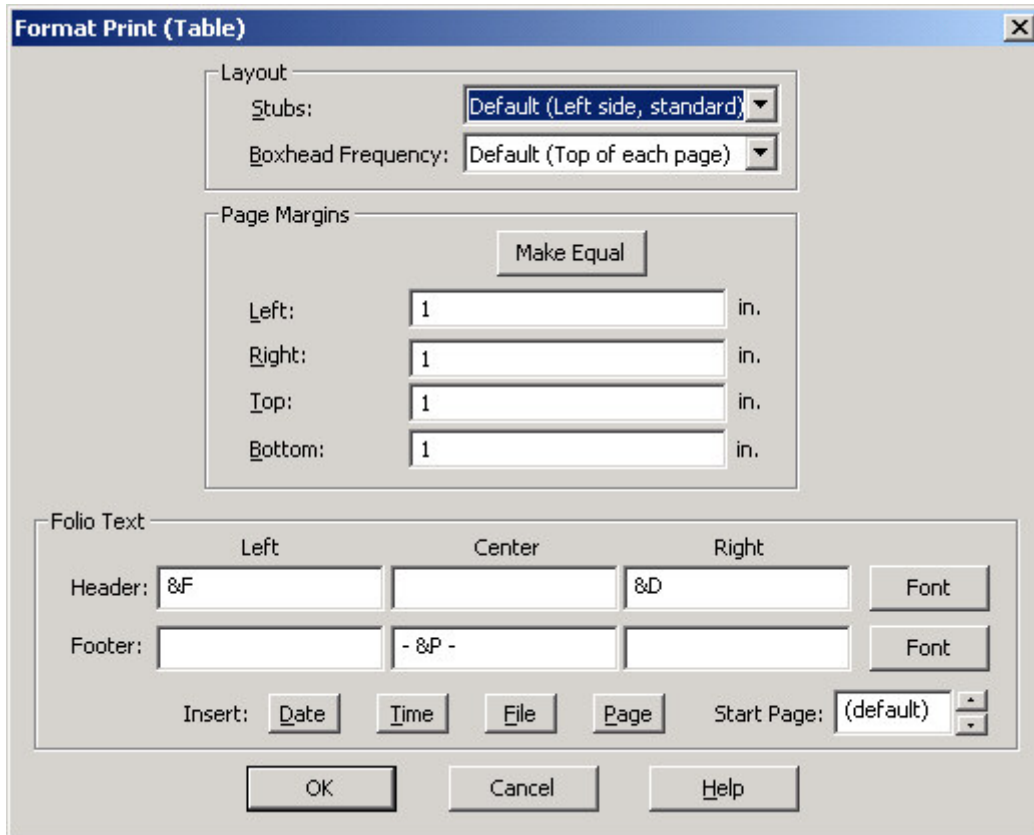 Format Print (Table)
Layout
Stubs: Default (Left side, standard)
Boxhead Frequency: Default (Top of each page)
Page Margins
Make Equal
Left: 1 in.
Right: 1 in.
Top: 1 in.
Bottom: 1 in.
Folio Text
Left Center Right
Header: &F &D Font
Footer: - &P - Font
Insert: Date Time File Page Start Page: (default)
OK Cancel Help